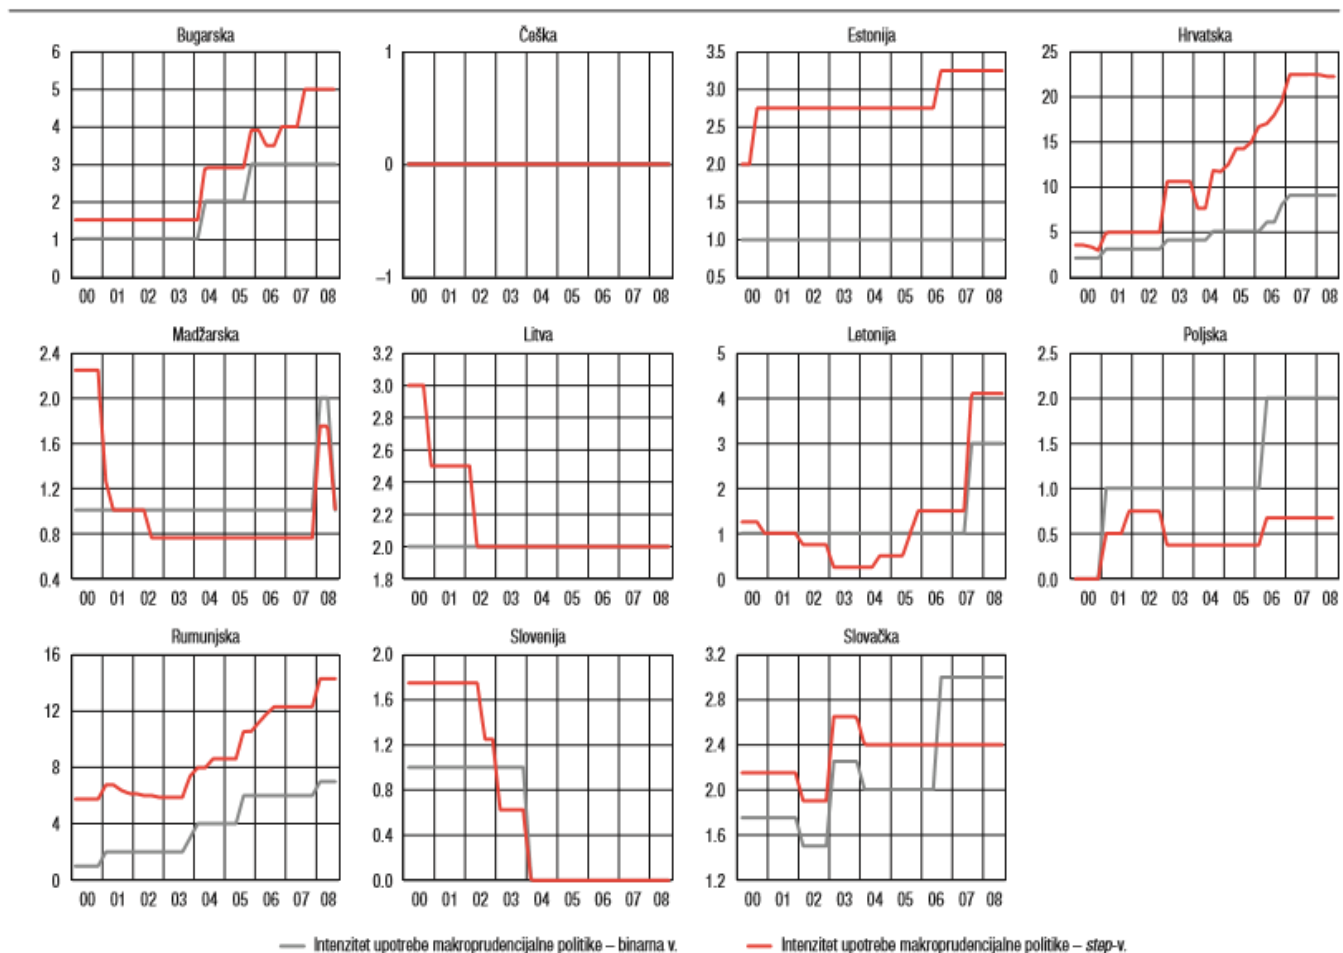 Bugarska Češka Estonija Hrvatska
6 1 3.5 25
5 3.0 20
4 2.5 15
3 0 2.0 10
2 1.5 5
1 1.0
0 –1 0.5 0
00 01 02 03 04 05 06 07 08 00 01 02 03 04 05 06 07 08 00 01 02 03 04 05 06 07 08 00 01 02 03 04 05 06 07 08
Madžarska Litva Letonija Poljska
2.4 3.2 5 2.5
2.0 3.0 4 2.0
1.6 2.8 3 1.5
1.2 2.6 2 1.0
0.8 2.4 1 0.5
0.4 2.2 0 0.0
2.0
1.8
00 01 02 03 04 05 06 07 08 00 01 02 03 04 05 06 07 08 00 01 02 03 04 05 06 07 08 00 01 02 03 04 05 06 07 08
Rumunjska Slovenija Slovačka
16 2.0 3.2
12 1.6 2.8
8 1.2 2.4
4 0.8 2.0
0 0.4 1.6
0.0 1.2
00 01 02 03 04 05 06 07 08 00 01 02 03 04 05 06 07 08 00 01 02 03 04 05 06 07 08
Intenzitet upotrebe makroprudencijalne politike – binarna v. Intenzitet upotrebe makroprudencijalne politike – step-v.